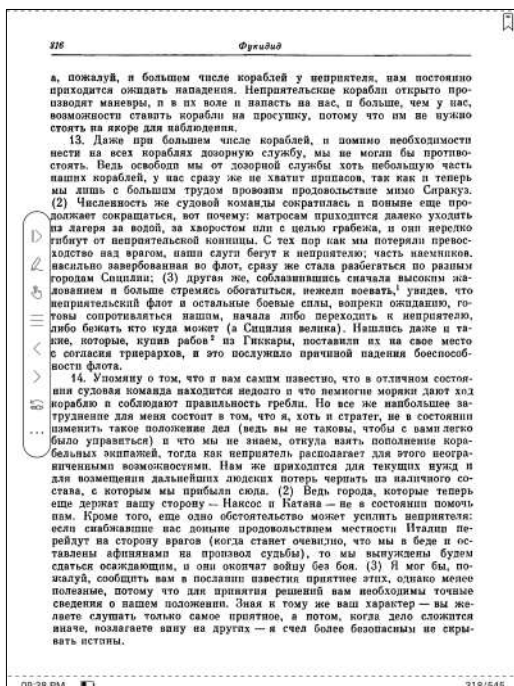 316
Фукидид
а, пожалуй, и большем числе кораблей у неприятеля, нам постоянно
приходится ожидать нападения. Неприятельские корабли открыто про-
изводят маневры, и в их воле и напасть на нас, и больше, чем у нас,
возможности ставить корабли на просушку, потому что им не нужно
стоять на якоре для наблюдения.
13. Даже при большем числе кораблей, и помимо необходимости
нести на всех кораблях дозорную службу, мы не могли бы противо-
стоять. Ведь освободи мы от дозорной службы хоть небольшую часть
наших кораблей, у нас сразу же не хватит припасов, так как и теперь
мы лишь с большим трудом провозим продовольствие мимо Сиракуз.
(2) Численность же судовой команды сократилась и поныне еще про-
должает сокращаться, вот почему: матросам приходится далеко уходить
из лагеря за водой, за хворостом или с целью грабежа, и они нередко
гибнут от неприятельской конницы. С тех пор как мы потеряли превос-
ходство над врагом, наши слуги бегут к неприятелю; часть наемников,
насильно завербованная во флот, сразу же стала разбегаться по разным
городам Сицилии; (3) другая же, соблазнившись сначала высоким жа-
лованием и больше стремясь обогатиться, нежели воевать,¹ увидев, что
неприятельский флот и остальные боевые силы, вопреки ожиданию, го-
товы сопротивляться нашим, начала либо переходить к неприятелю,
либо бежать кто куда может (а Сицилия велика). Нашлись даже и та-
кие, которые, купив рабов² из Гиккары, поставили их на свое место
с согласия триерархов, и это послужило причиной падения боеспособ-
ности флота.
14. Упомяну о том, что и вам самим известно, что в отличном состоя-
нии судовая команда находится недолго и что немногие моряки дают ход
кораблю и соблюдают правильность гребли. Но все же наибольшее за-
труднение для меня состоит в том, что я, хоть и стратег, не в состоянии
изменить такое положение дел (ведь вы не таковы, чтобы с вами легко
было управиться) и что мы не знаем, откуда взять пополнение кора-
бельных экипажей, тогда как неприятель располагает для этого неогра-
ниченными возможностями. Нам же приходится для текущих нужд и
для возмещения дальнейших людских потерь черпать из наличного со-
става, с которым мы прибыли сюда. (2) Ведь города, которые теперь
еще держат нашу сторону — Наксос и Катана — не в состоянии помочь
нам. Кроме того, еще одно обстоятельство может усилить неприятеля:
если снабжавшие нас доныне продовольствием местности Италии пе-
рейдут на сторону врагов (когда станет очевидно, что мы в беде и ос-
тавлены афинянами на произвол судьбы), то мы вынуждены будем
сдаться осаждающим, и они окончат войну без боя. (3) Я мог бы, по-
жалуй, сообщить вам в послании известия приятнее этих, однако менее
полезные, потому что для принятия решений вам необходимы точные
сведения о нашем положении. Зная к тому же ваш характер — вы же-
лаете слушать только самое приятное, а потом, когда дело сложится
иначе, возлагаете вину на других — я счел более безопасным не скры-
вать истины.
09:38 PM
318/545